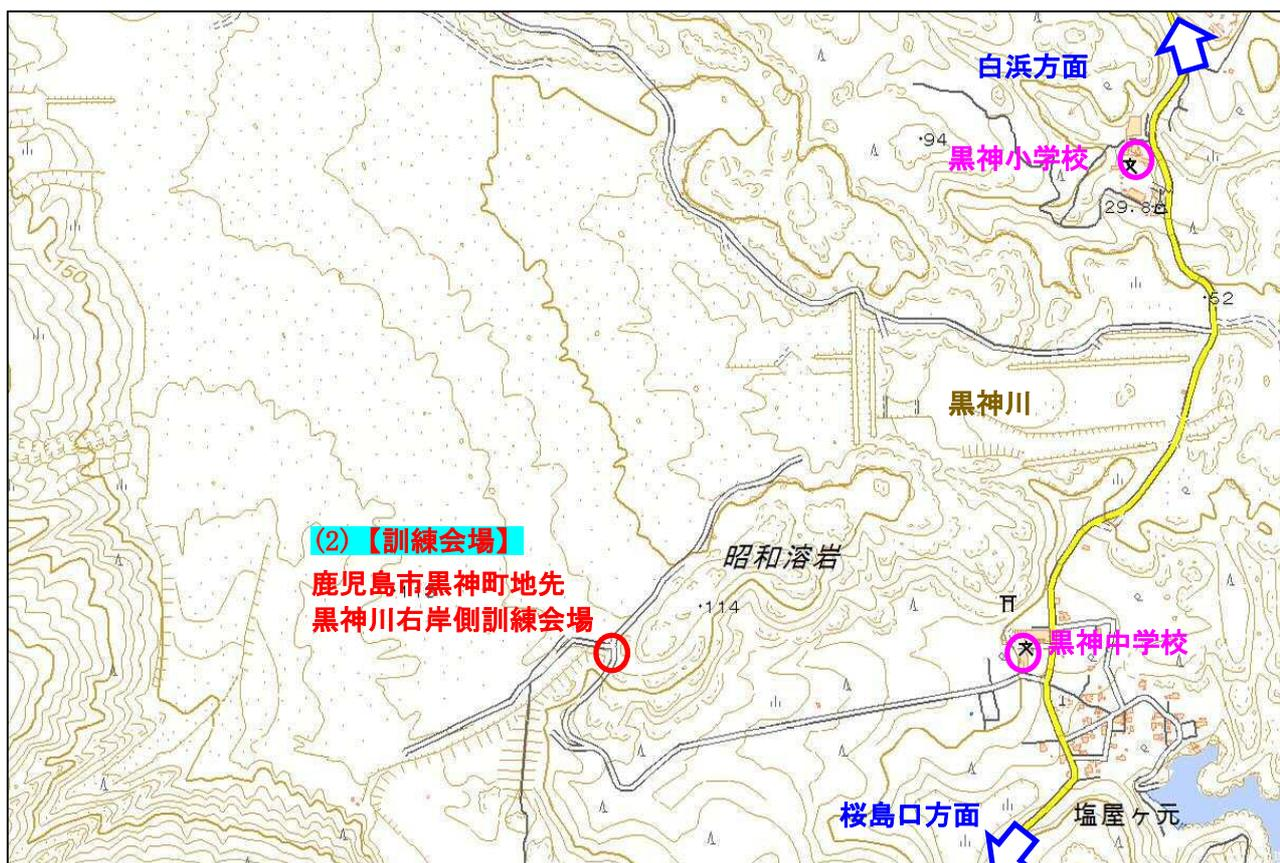 白浜方面
・94
黒神小学校
29.8
150
・52
黒神川
(2)【訓練会場】
昭和溶岩
鹿児島市黒神町地先
・114
黒神川右岸側訓練会場
黒神中学校
桜島口方面
塩屋ヶ元